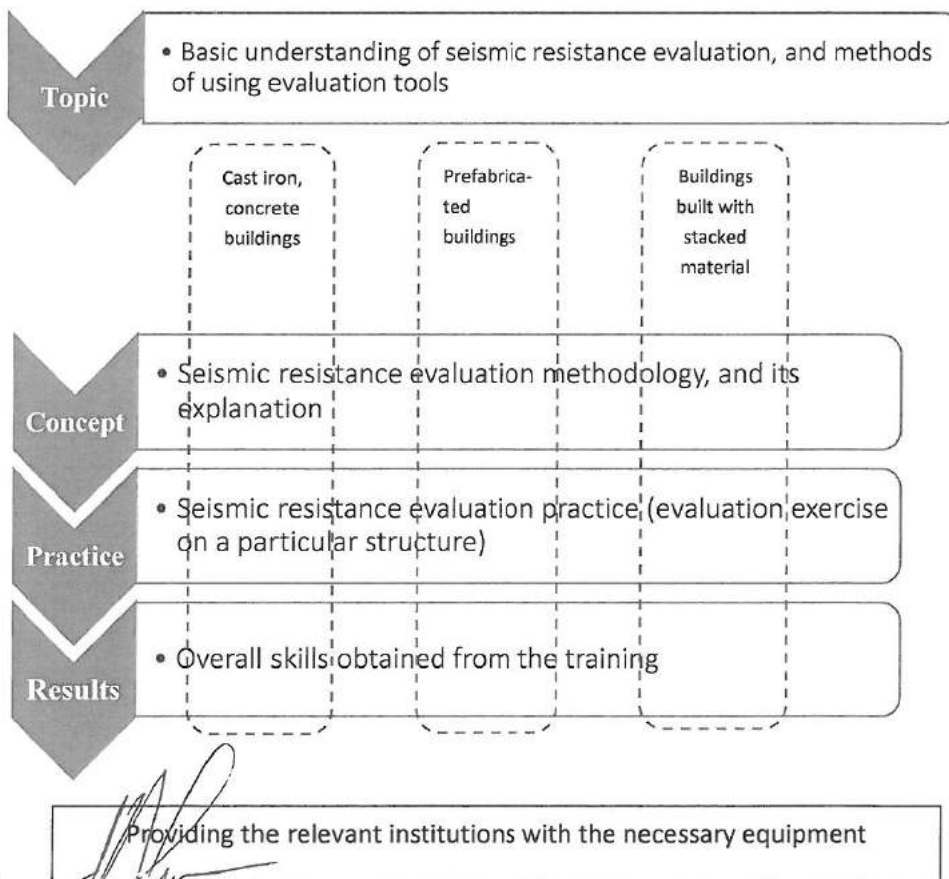 Topic
• Basic understanding of seismic resistance evaluation, and methods
of using evaluation tools
Cast iron,
concrete
buildings
Prefabrica-
ted
buildings
Buildings
built with
stacked
material
Concept
• Seismic resistance evaluation methodology, and its
explanation
Practice
• Seismic resistance evaluation practice (evaluation exercise
on a particular structure)
Results
• Overall skills obtained from the training
Providing the relevant institutions with the necessary equipment